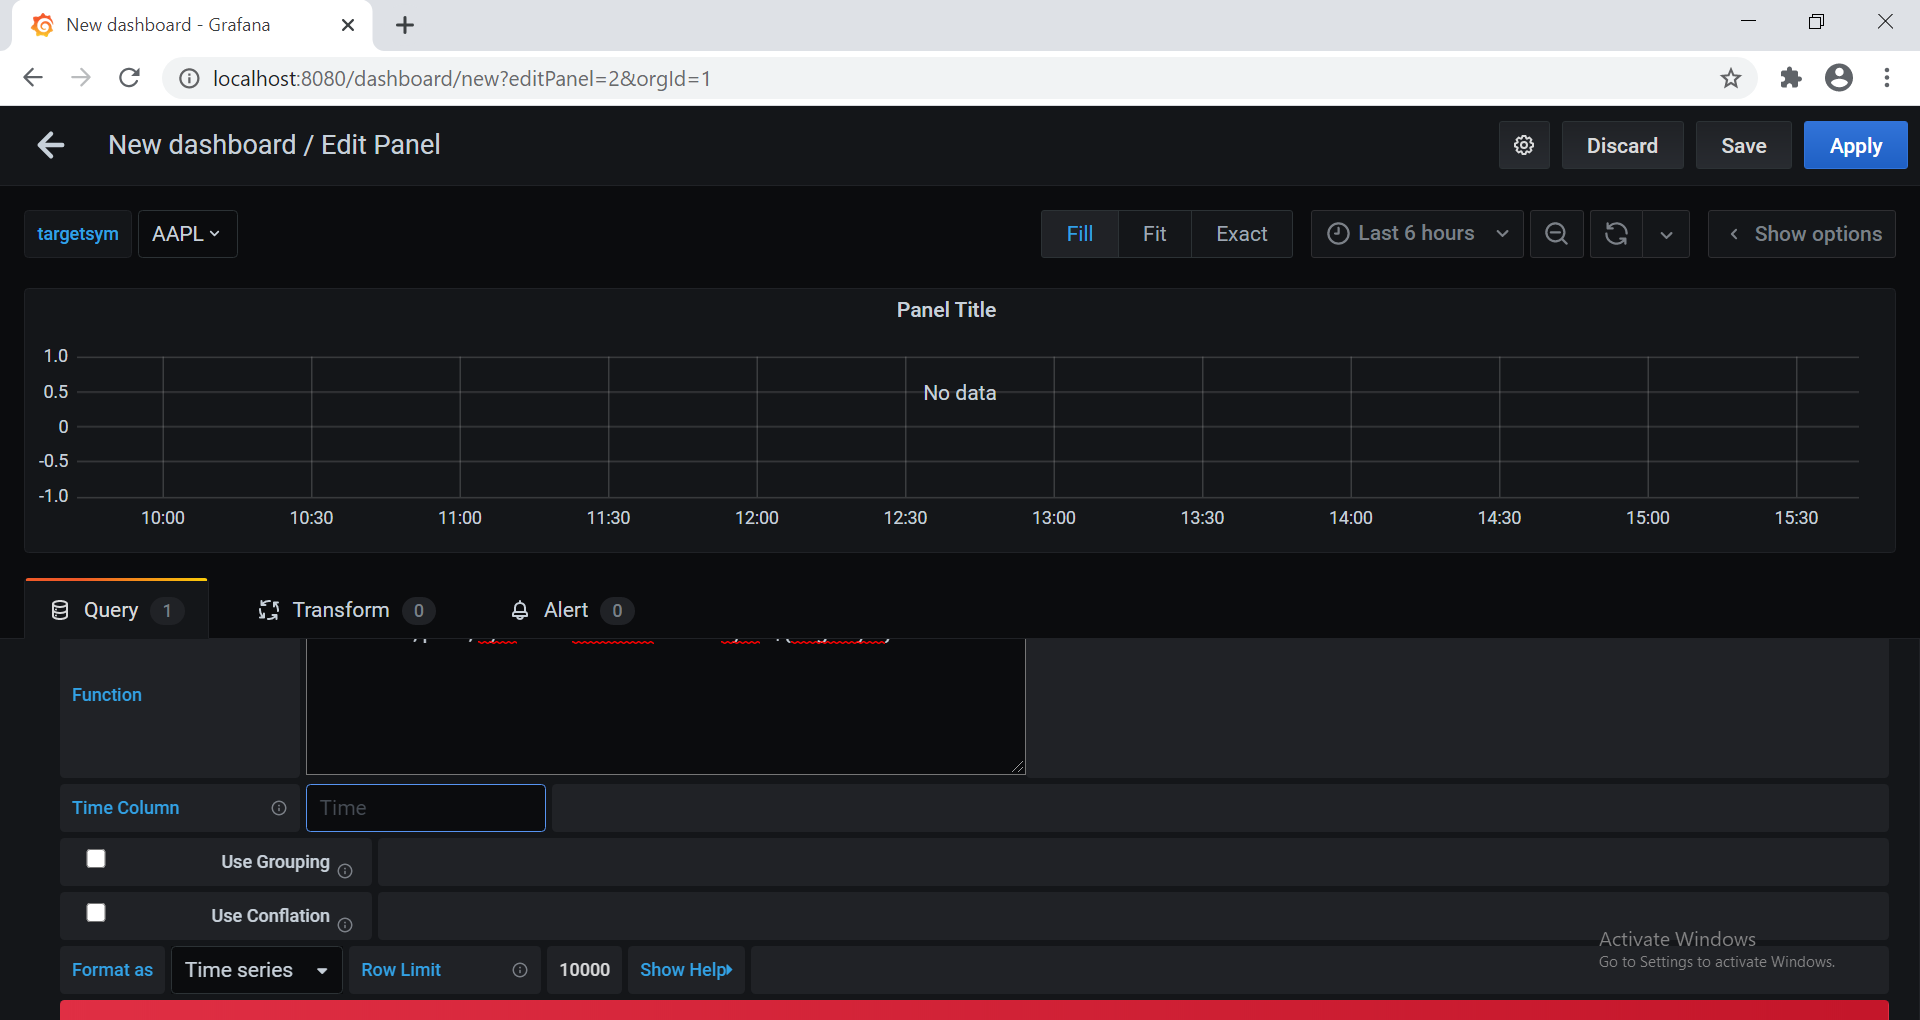 New dashboard - Grafana
localhost:8080/dashboard/new?editPanel=2&orgId=1
New dashboard / Edit Panel
Discard
Save
Apply
targetsym
AAPL
Fill
Fit
Exact
Last 6 hours
Show options
Panel Title
1.0
0.5
0
-0.5
-1.0
No data
10:00
10:30
11:00
11:30
12:00
12:30
13:00
13:30
14:00
14:30
15:00
15:30
Query 1
Transform 0
Alert 0
Function
Time Column
Time
Use Grouping
Use Conflation
Format as
Time series
Row Limit
10000
Show Help
Activate Windows
Go to Settings to activate Windows.